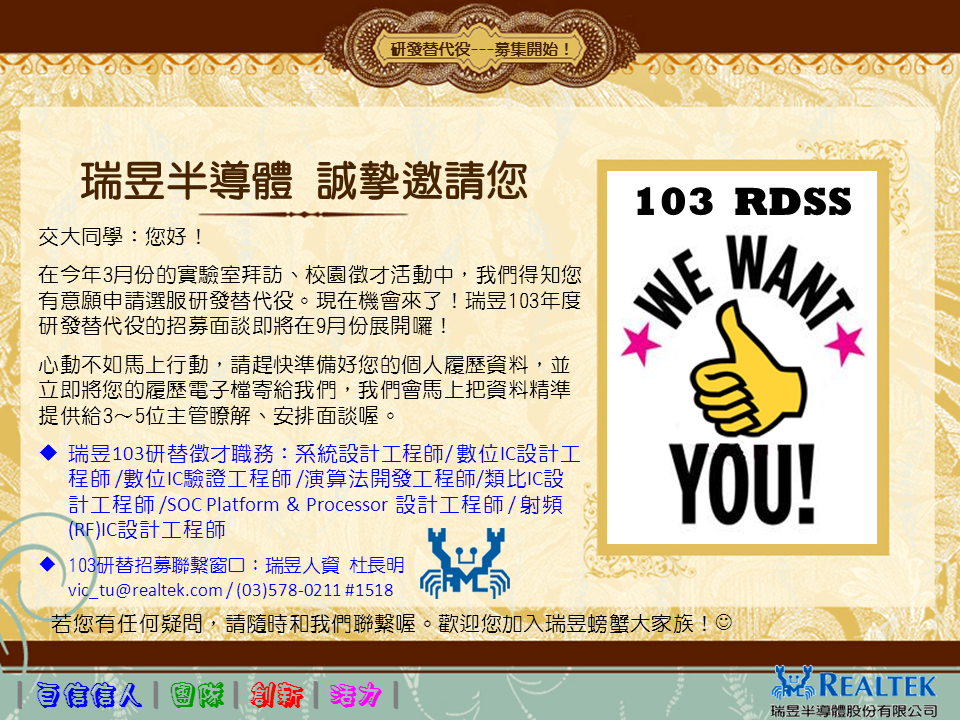 研發替代役---募集開始！
瑞昱半導體 誠摯邀請您
交大同學：您好！
在今年3月份的實驗室拜訪、校園徵才活動中，我們得知您
有意願申請選服研發替代役。現在機會來了！瑞昱103年度
研發替代役的招募面談即將在9月份展開囉！
心動不如馬上行動，請趕快準備好您的個人履歷資料，並
立即將您的履歷電子檔寄給我們，我們會馬上把資料精準
提供給3～5位主管瞭解、安排面談喔。
◆ 瑞昱103研替徵才職務：系統設計工程師/ 數位IC設計工
程師 /數位IC驗證工程師 /演算法開發工程師/類比IC設
計工程師 /SOC Platform & Processor 設計工程師 / 射頻
(RF)IC設計工程師
◆ 103研替招募聯繫窗口：瑞昱人資 杜長明
vic_tu@realtek.com / (03)578-0211 #1518
若您有任何疑問，請隨時和我們聯繫喔。歡迎您加入瑞昱螃蟹大家族！☺
103 RDSS
WE WANT
YOU!
RMC
| 自信信人 | 團隊 | 創新 | 活力 |
REALTEK
瑞昱半導體股份有限公司